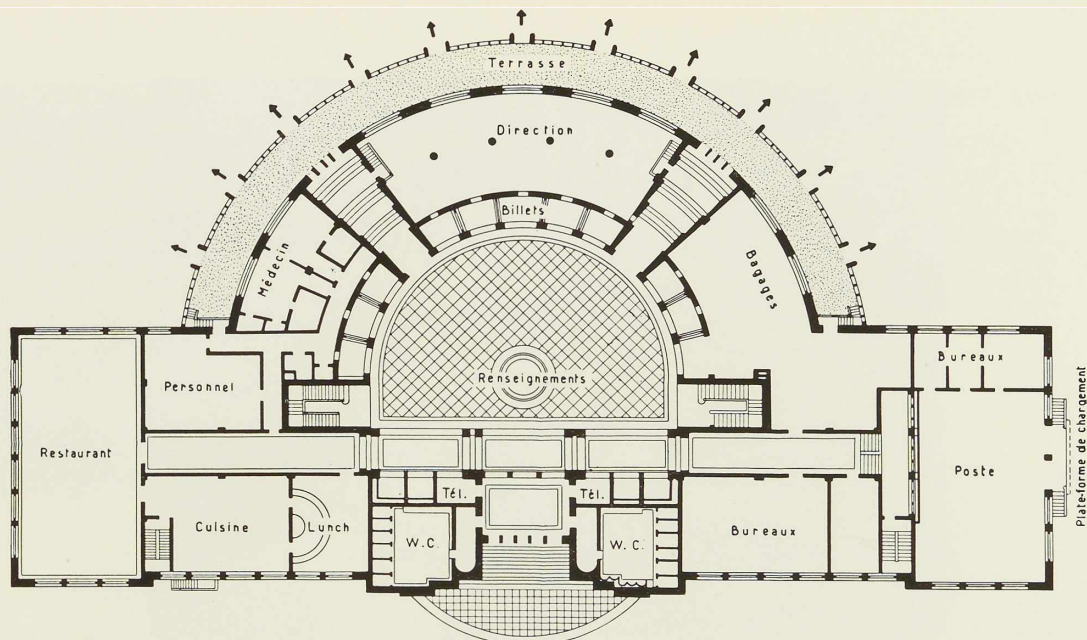 Terrasse
Direction
Billets
Médecin
Bagages
Personnel
Renseignements
Bureaux
Restaurant
Poste
Plate-forme de chargement
Cuisine
Lunch
Tél.
Tél.
W.C.
W.C.
Bureaux